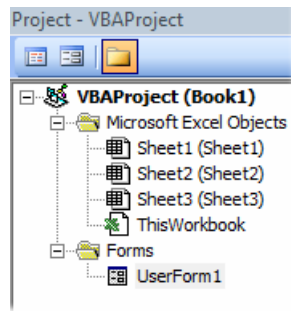 Project - VBAProject
VBAProject (Book1)
Microsoft Excel Objects
Sheet1 (Sheet1)
Sheet2 (Sheet2)
Sheet3 (Sheet3)
ThisWorkbook
Forms
UserForm1